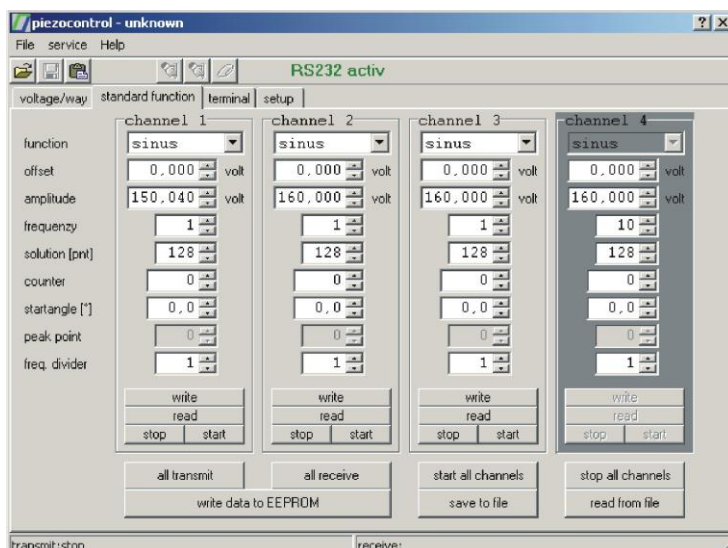 piezocontrol - unknown
File service Help
RS232 activ
voltage/way standard function terminal setup
channel 1 channel 2 channel 3 channel 4
function sinus sinus sinus sinus
offset 0,000 volt 0,000 volt 0,000 volt 0,000 volt
amplitude 150,040 volt 160,000 volt 160,000 volt 160,000 volt
frequenzy 1 1 1 10
solution [pnt] 128 128 128 128
counter 0 0 0 0
startangle [°] 0,0 0,0 0,0 0,0
peak point 0 0 0 0
freq. divider 1 1 1 1
write write write write
read read read read
stop start stop start stop start stop start
all transmit all receive start all channels stop all channels
write data to EEPROM save to file read from file
transmit:stop receive: